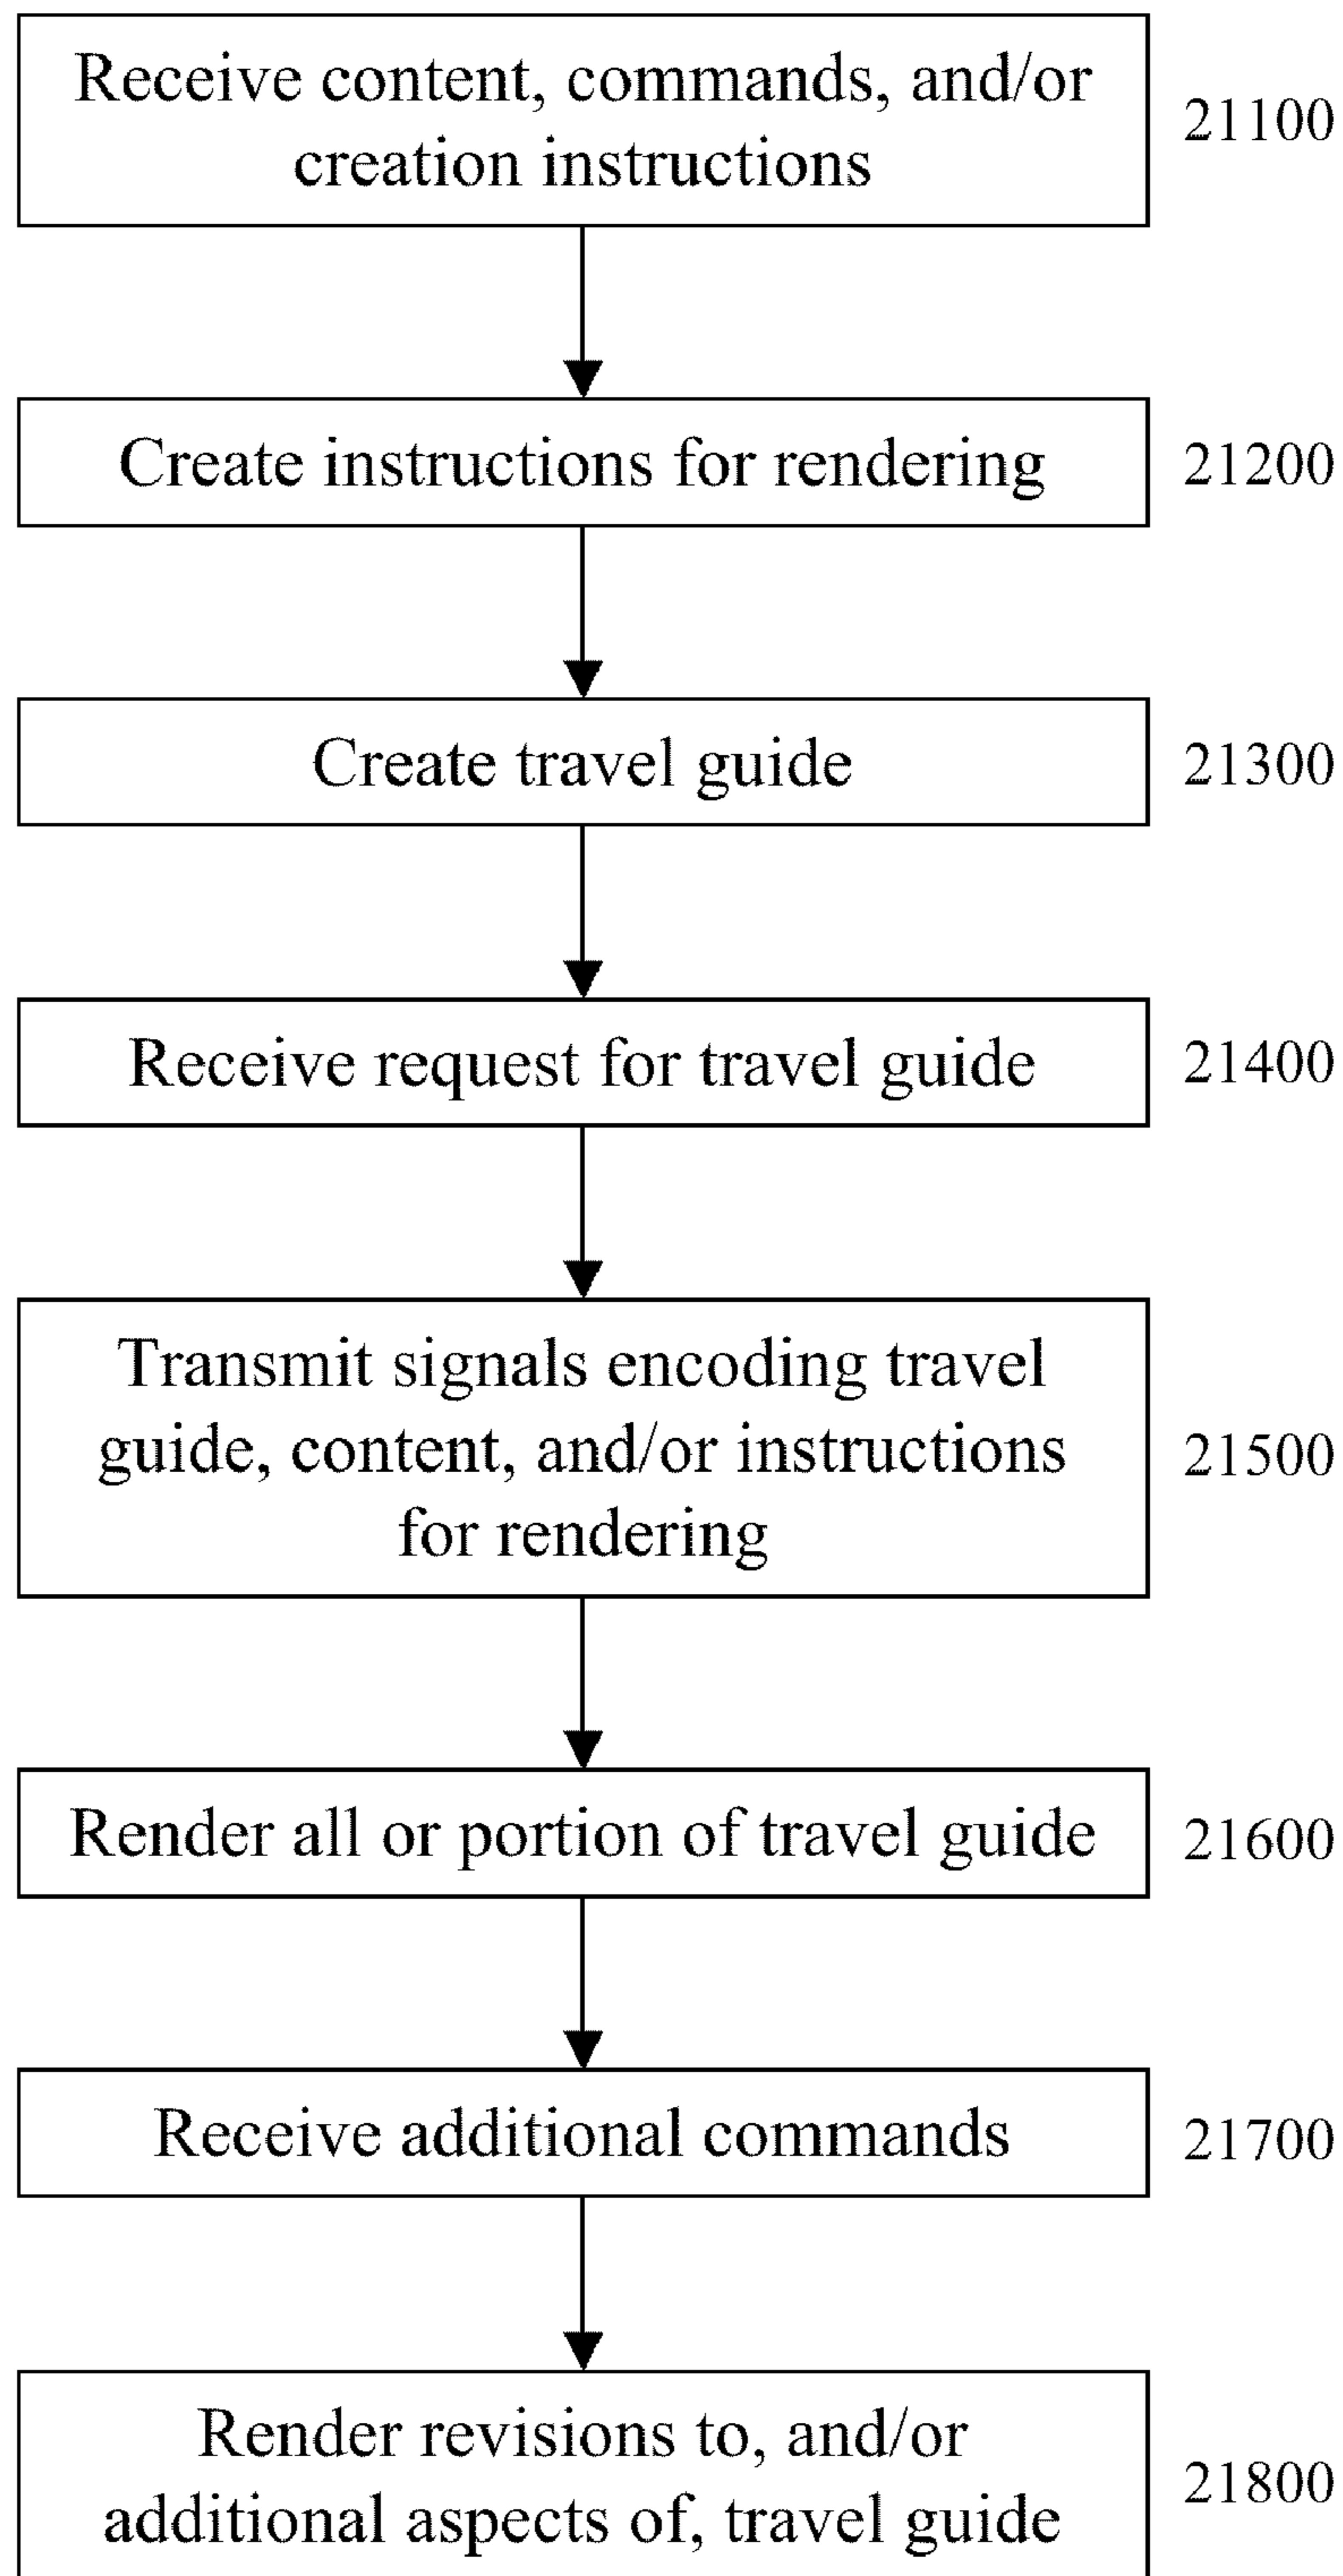 Receive content, commands, and/or
creation instructions
21100
Create instructions for rendering
21200
Create travel guide
21300
Receive request for travel guide
21400
Transmit signals encoding travel
guide, content, and/or instructions
for rendering
21500
Render all or portion of travel guide
21600
Receive additional commands
21700
Render revisions to, and/or
additional aspects of, travel guide
21800